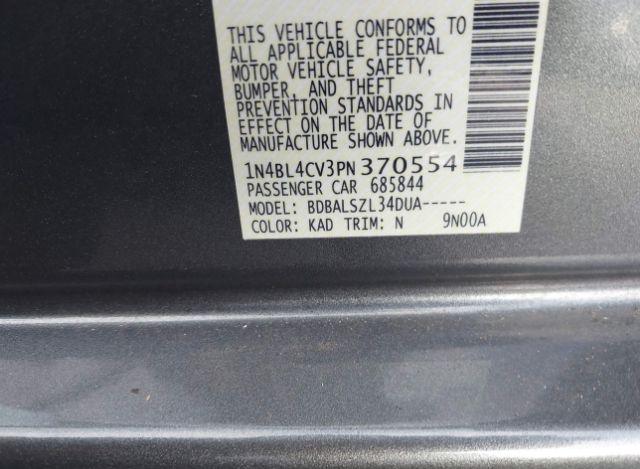 THIS VEHICLE CONFORMS TO
ALL APPLICABLE FEDERAL
MOTOR VEHICLE SAFETY,
BUMPER, AND THEFT
PREVENTION STANDARDS IN
EFFECT ON THE DATE OF
MANUFACTURE SHOWN ABOVE.
1N4BL4CV3PN370554
PASSENGER CAR 685844
MODEL: BDBALSZL34DUA-----
COLOR: KAD TRIM: N 9N00A